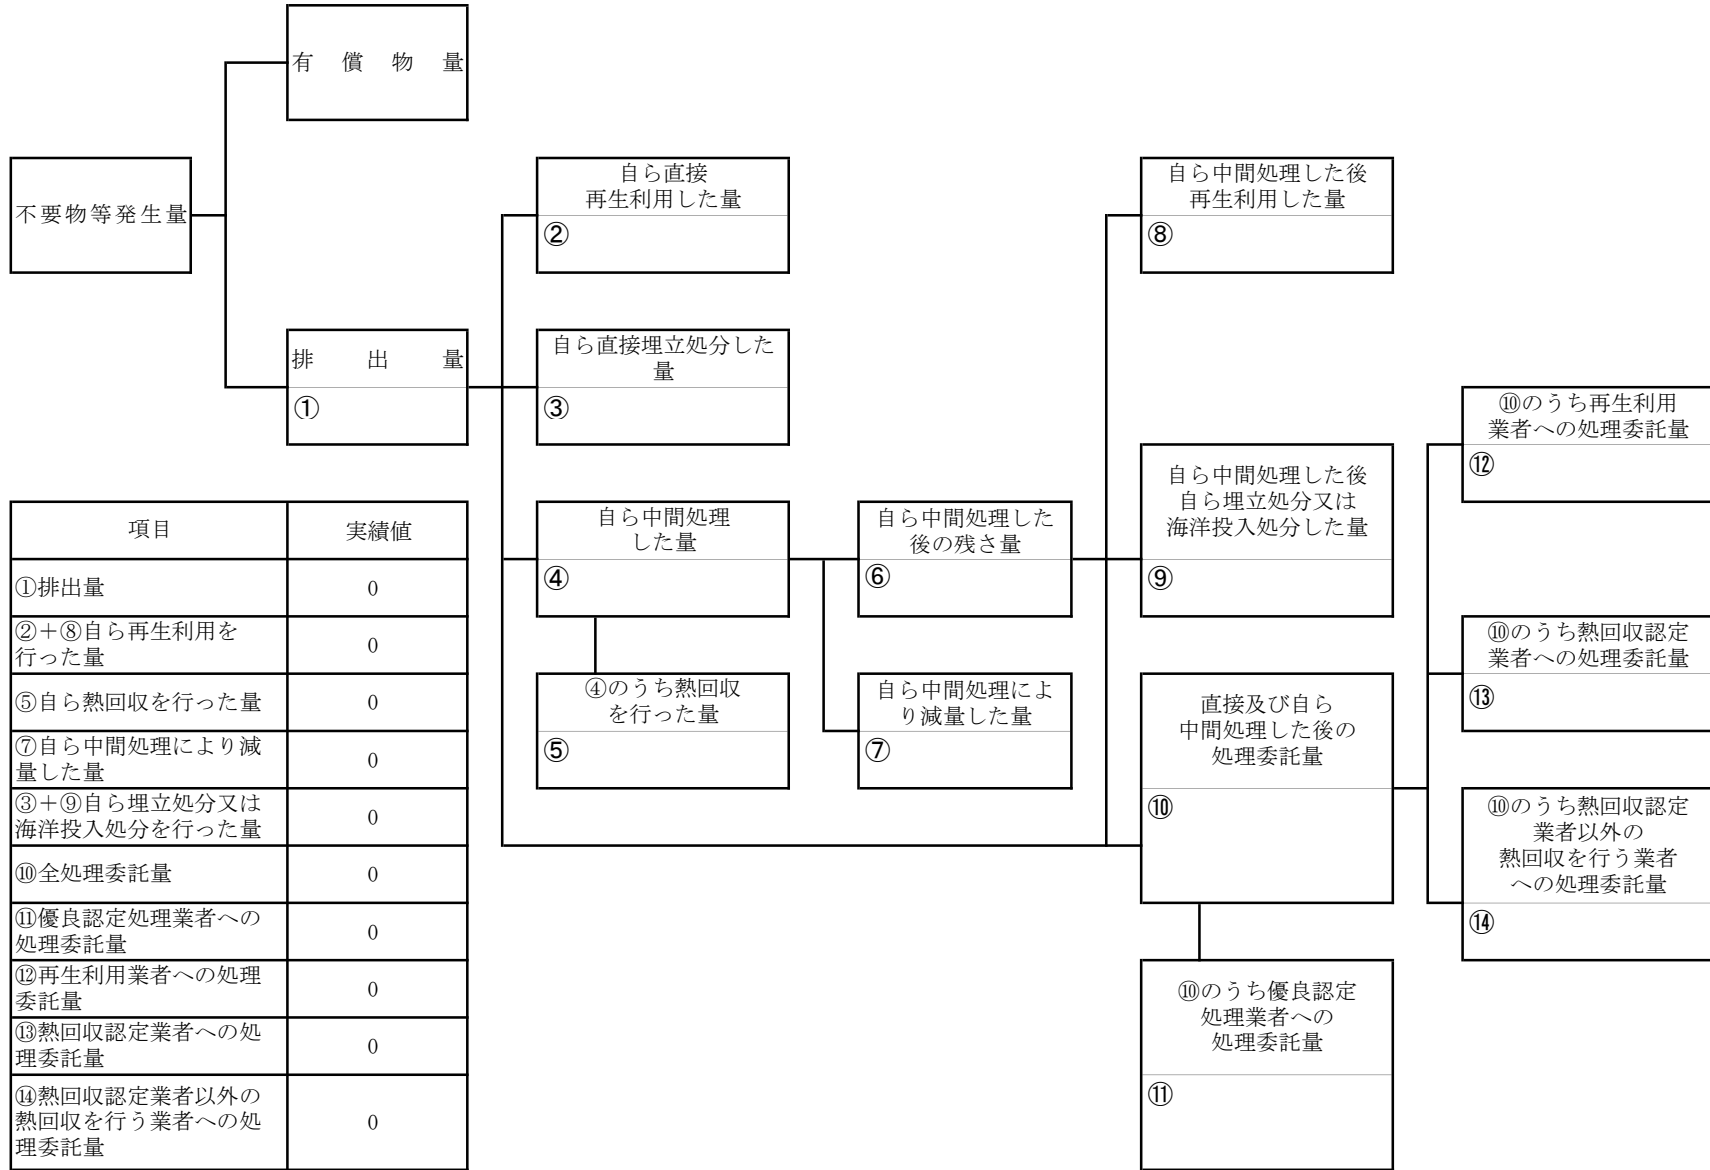 有償物量
不要物等発生量
自ら直接
再生利用した量
②
自ら中間処理した後
再生利用した量
⑧
排出量
①
自ら直接埋立処分した
量
③
⑩のうち再生利用
業者への処理委託量
⑫
自ら中間処理した後
自ら埋立処分又は
海洋投入処分した量
⑨
自ら中間処理
した量
④
自ら中間処理した
後の残さ量
⑥
⑩のうち熱回収認定
業者への処理委託量
⑬
④のうち熱回収
を行った量
⑤
自ら中間処理によ
り減量した量
⑦
直接及び自ら
中間処理した後の
処理委託量
⑩
⑩のうち熱回収認定
業者以外の
熱回収を行う業者
への処理委託量
⑭
⑩のうち優良認定
処理業者への
処理委託量
⑪
項目 実績値
①排出量 0
②+⑧自ら再生利用を
行った量 0
⑤自ら熱回収を行った量 0
⑦自ら中間処理により減
量した量 0
③+⑨自ら埋立処分又は
海洋投入処分を行った量 0
⑩全処理委託量 0
⑪優良認定処理業者への
処理委託量 0
⑫再生利用業者への処理
委託量 0
⑬熱回収認定業者への処
理委託量 0
⑭熱回収認定業者以外の
熱回収を行う業者への処
理委託量 0